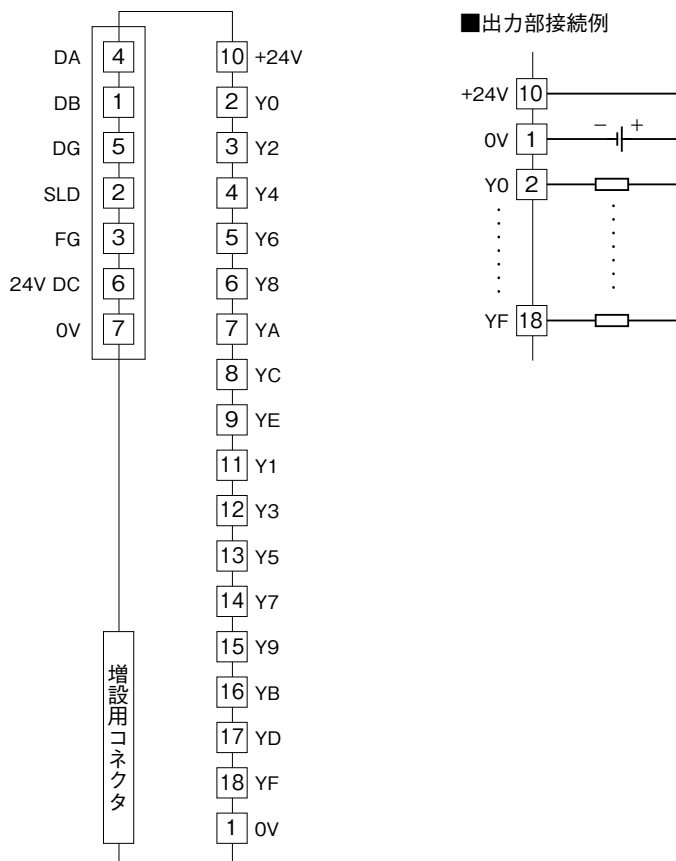 DA 4
DB 1
DG 5
SLD 2
FG 3
24V DC 6
0V 7
増設用コネクタ
10 +24V
2 Y0
3 Y2
4 Y4
5 Y6
6 Y8
7 YA
8 YC
9 YE
11 Y1
12 Y3
13 Y5
14 Y7
15 Y9
16 YB
17 YD
18 YF
1 0V
■出力部接続例
+24V 10
0V 1 − +
Y0 2
YF 18